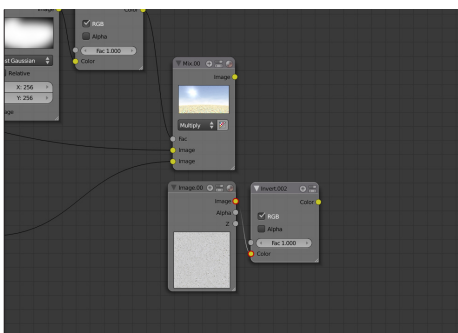 Image
Color
RGB
Alpha
Fac 1.000
Color
st Gaussian
Relative
X: 256
Y: 256
age
Mix.00
Image
Multiply
Fac
Image
Image
Image.00
Image
Alpha
Z
Invert.002
Color
RGB
Alpha
Fac 1.000
Color